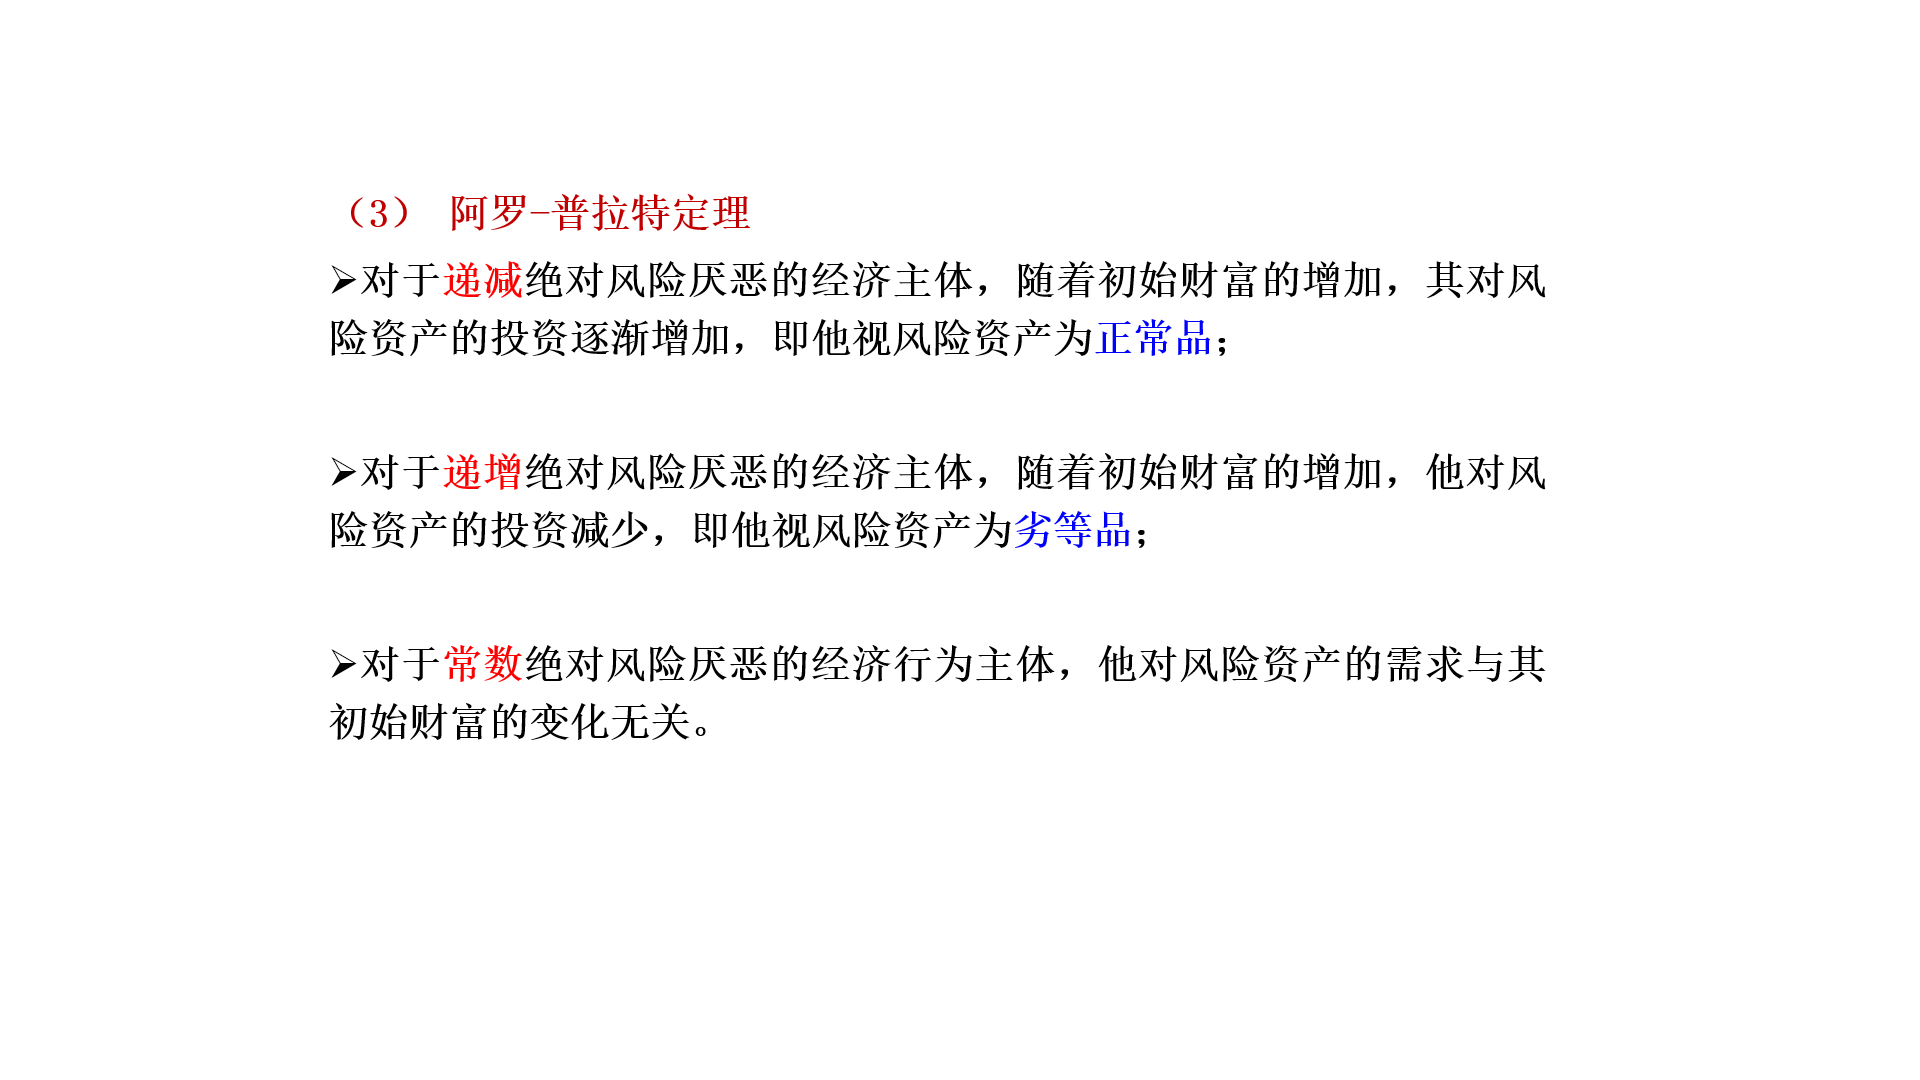 （3） 阿罗-普拉特定理
➢对于递减绝对风险厌恶的经济主体，随着初始财富的增加，其对风
险资产的投资逐渐增加，即他视风险资产为正常品；
➢对于递增绝对风险厌恶的经济主体，随着初始财富的增加，他对风
险资产的投资减少，即他视风险资产为劣等品；
➢对于常数绝对风险厌恶的经济行为主体，他对风险资产的需求与其
初始财富的变化无关。